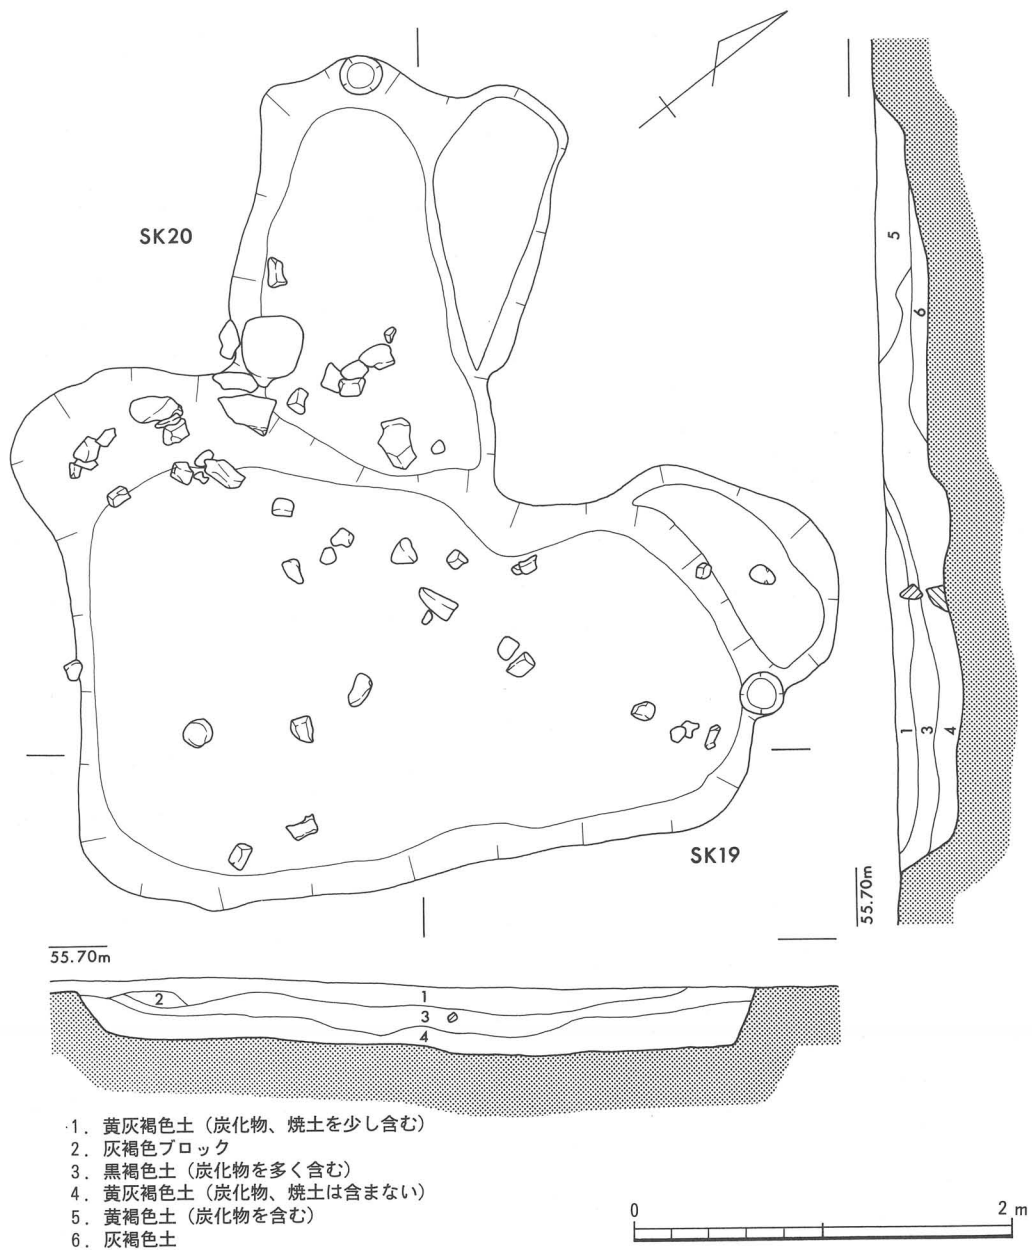 SK20
5
6
1
3
4
SK19
55.70m
55.70m
2
1
3
4
1. 黄灰褐色土（炭化物、焼土を少し含む）
2. 灰褐色ブロック
3. 黒褐色土（炭化物を多く含む）
4. 黄灰褐色土（炭化物、焼土は含まない）
5. 黄褐色土（炭化物を含む）
6. 灰褐色土
0 2 m